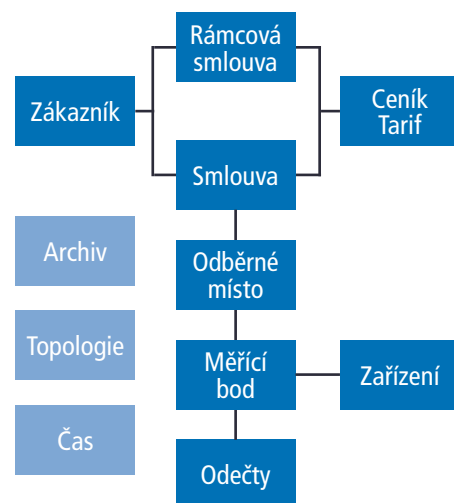 Rámcová
smlouva
Zákazník
Ceník
Tarif
Smlouva
Archiv
Odběrné
místo
Topologie
Měřící
bod
Zařízení
Čas
Odečty